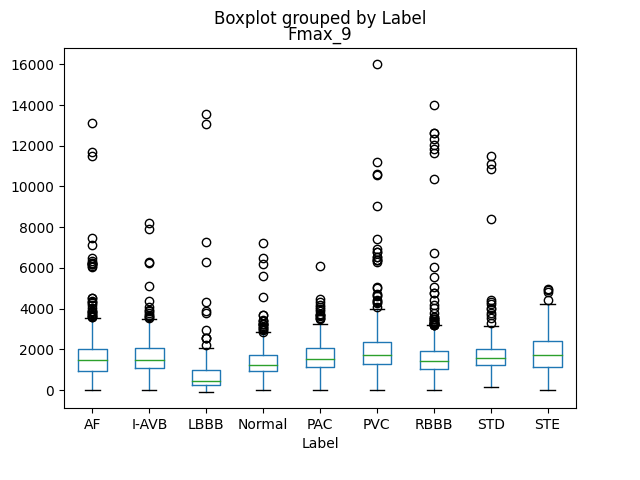 Boxplot grouped by Label
Fmax_9
16000
14000
12000
10000
8000
6000
4000
2000
0
AF I-AVB LBBB Normal PAC PVC RBBB STD STE
Label